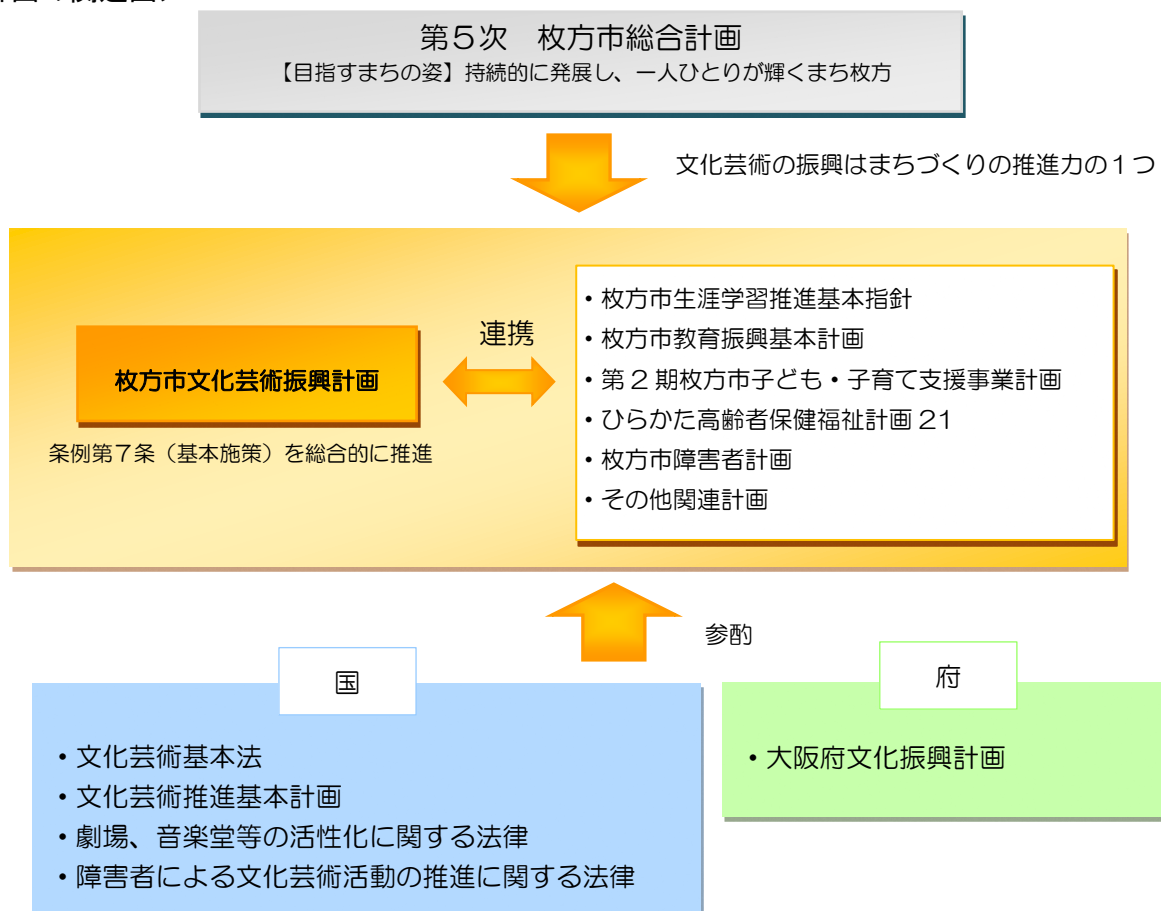 第５次　枚方市総合計画
【目指すまちの姿】持続的に発展し、一人ひとりが輝くまち枚方
文化芸術の振興はまちづくりの推進力の１つ
枚方市文化芸術振興計画
条例第７条（基本施策）を総合的に推進
連携
・枚方市生涯学習推進基本指針
・枚方市教育振興基本計画
・第２期枚方市子ども・子育て支援事業計画
・ひらかた高齢者保健福祉計画 21
・枚方市障害者計画
・その他関連計画
参酌
国
・文化芸術基本法
・文化芸術推進基本計画
・劇場、音楽堂等の活性化に関する法律
・障害者による文化芸術活動の推進に関する法律
府
・大阪府文化振興計画